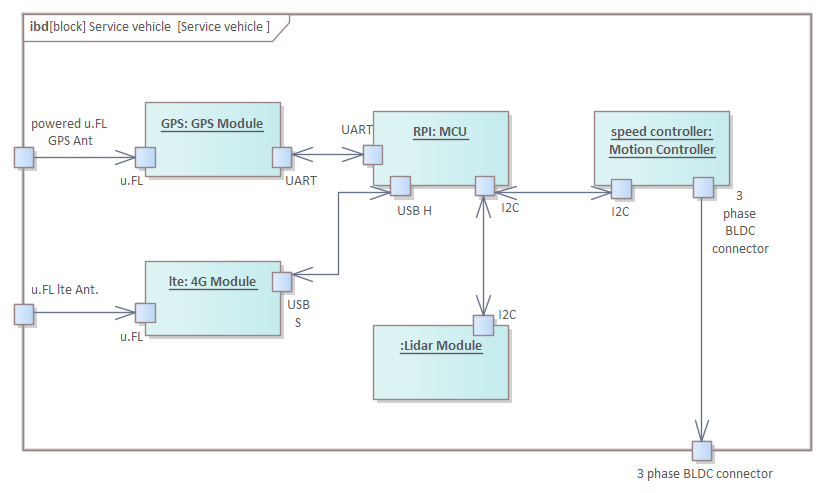 ibd[block] Service vehicle [Service vehicle ]
powered u.FL
GPS Ant
GPS: GPS Module
u.FL
UART
UART
RPI: MCU
USB H
I2C
speed controller:
Motion Controller
I2C
3
phase
BLDC
connector
u.FL lte Ant.
lte: 4G Module
u.FL
USB
S
I2C
:Lidar Module
3 phase BLDC connector